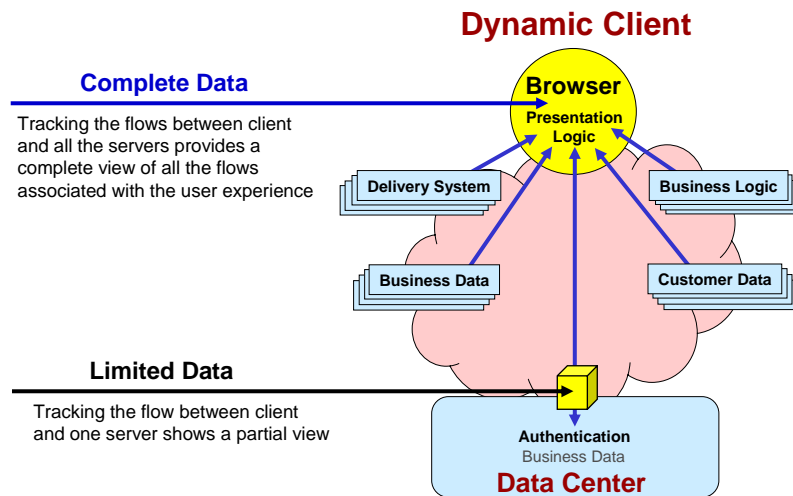 Dynamic Client
Complete Data
Tracking the flows between client
and all the servers provides a
complete view of all the flows
associated with the user experience
Browser
Presentation
Logic
Delivery System
Business Logic
Business Data
Customer Data
Limited Data
Tracking the flow between client
and one server shows a partial view
Authentication
Business Data
Data Center